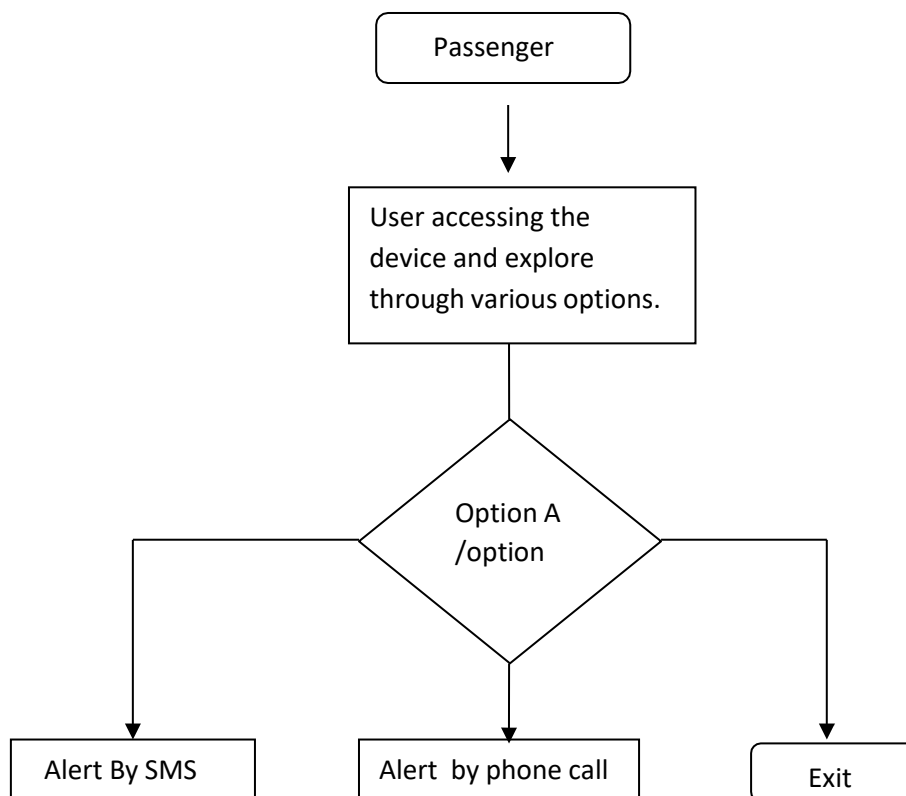 Passenger
User accessing the
device and explore
through various options.
Option A
/option
Alert By SMS
Alert  by phone call
Exit